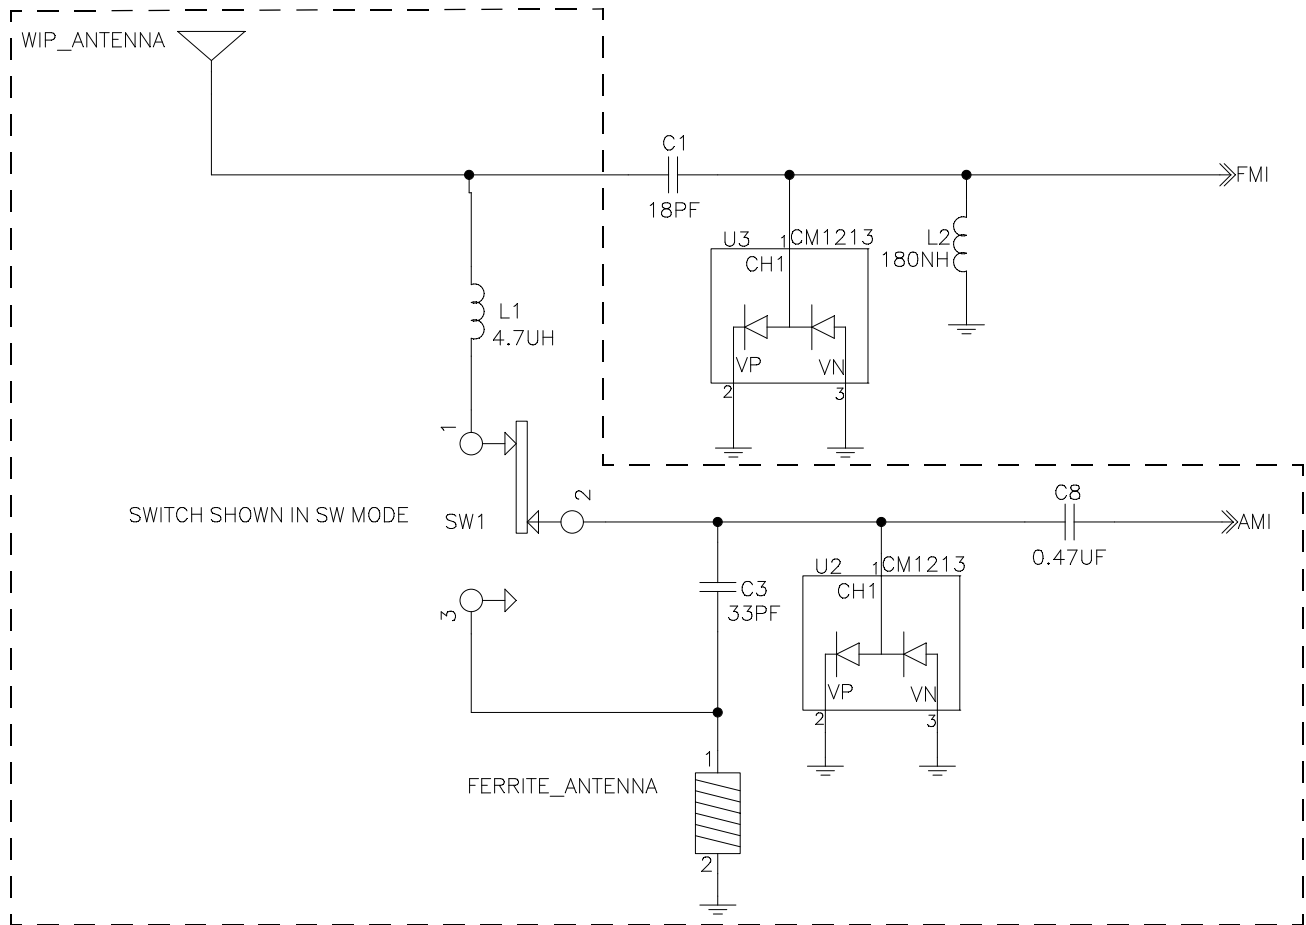 WIP_ANTENNA
C1
18PF
FMI
U3
1
CM1213
CH1
L2
180NH
L1
4.7UH
VP
VN
2
3
1
2
SWITCH SHOWN IN SW MODE
SW1
C8
0.47UF
AMI
U2
1
CM1213
CH1
C3
33PF
3
VP
VN
2
3
1
FERRITE_ANTENNA
2